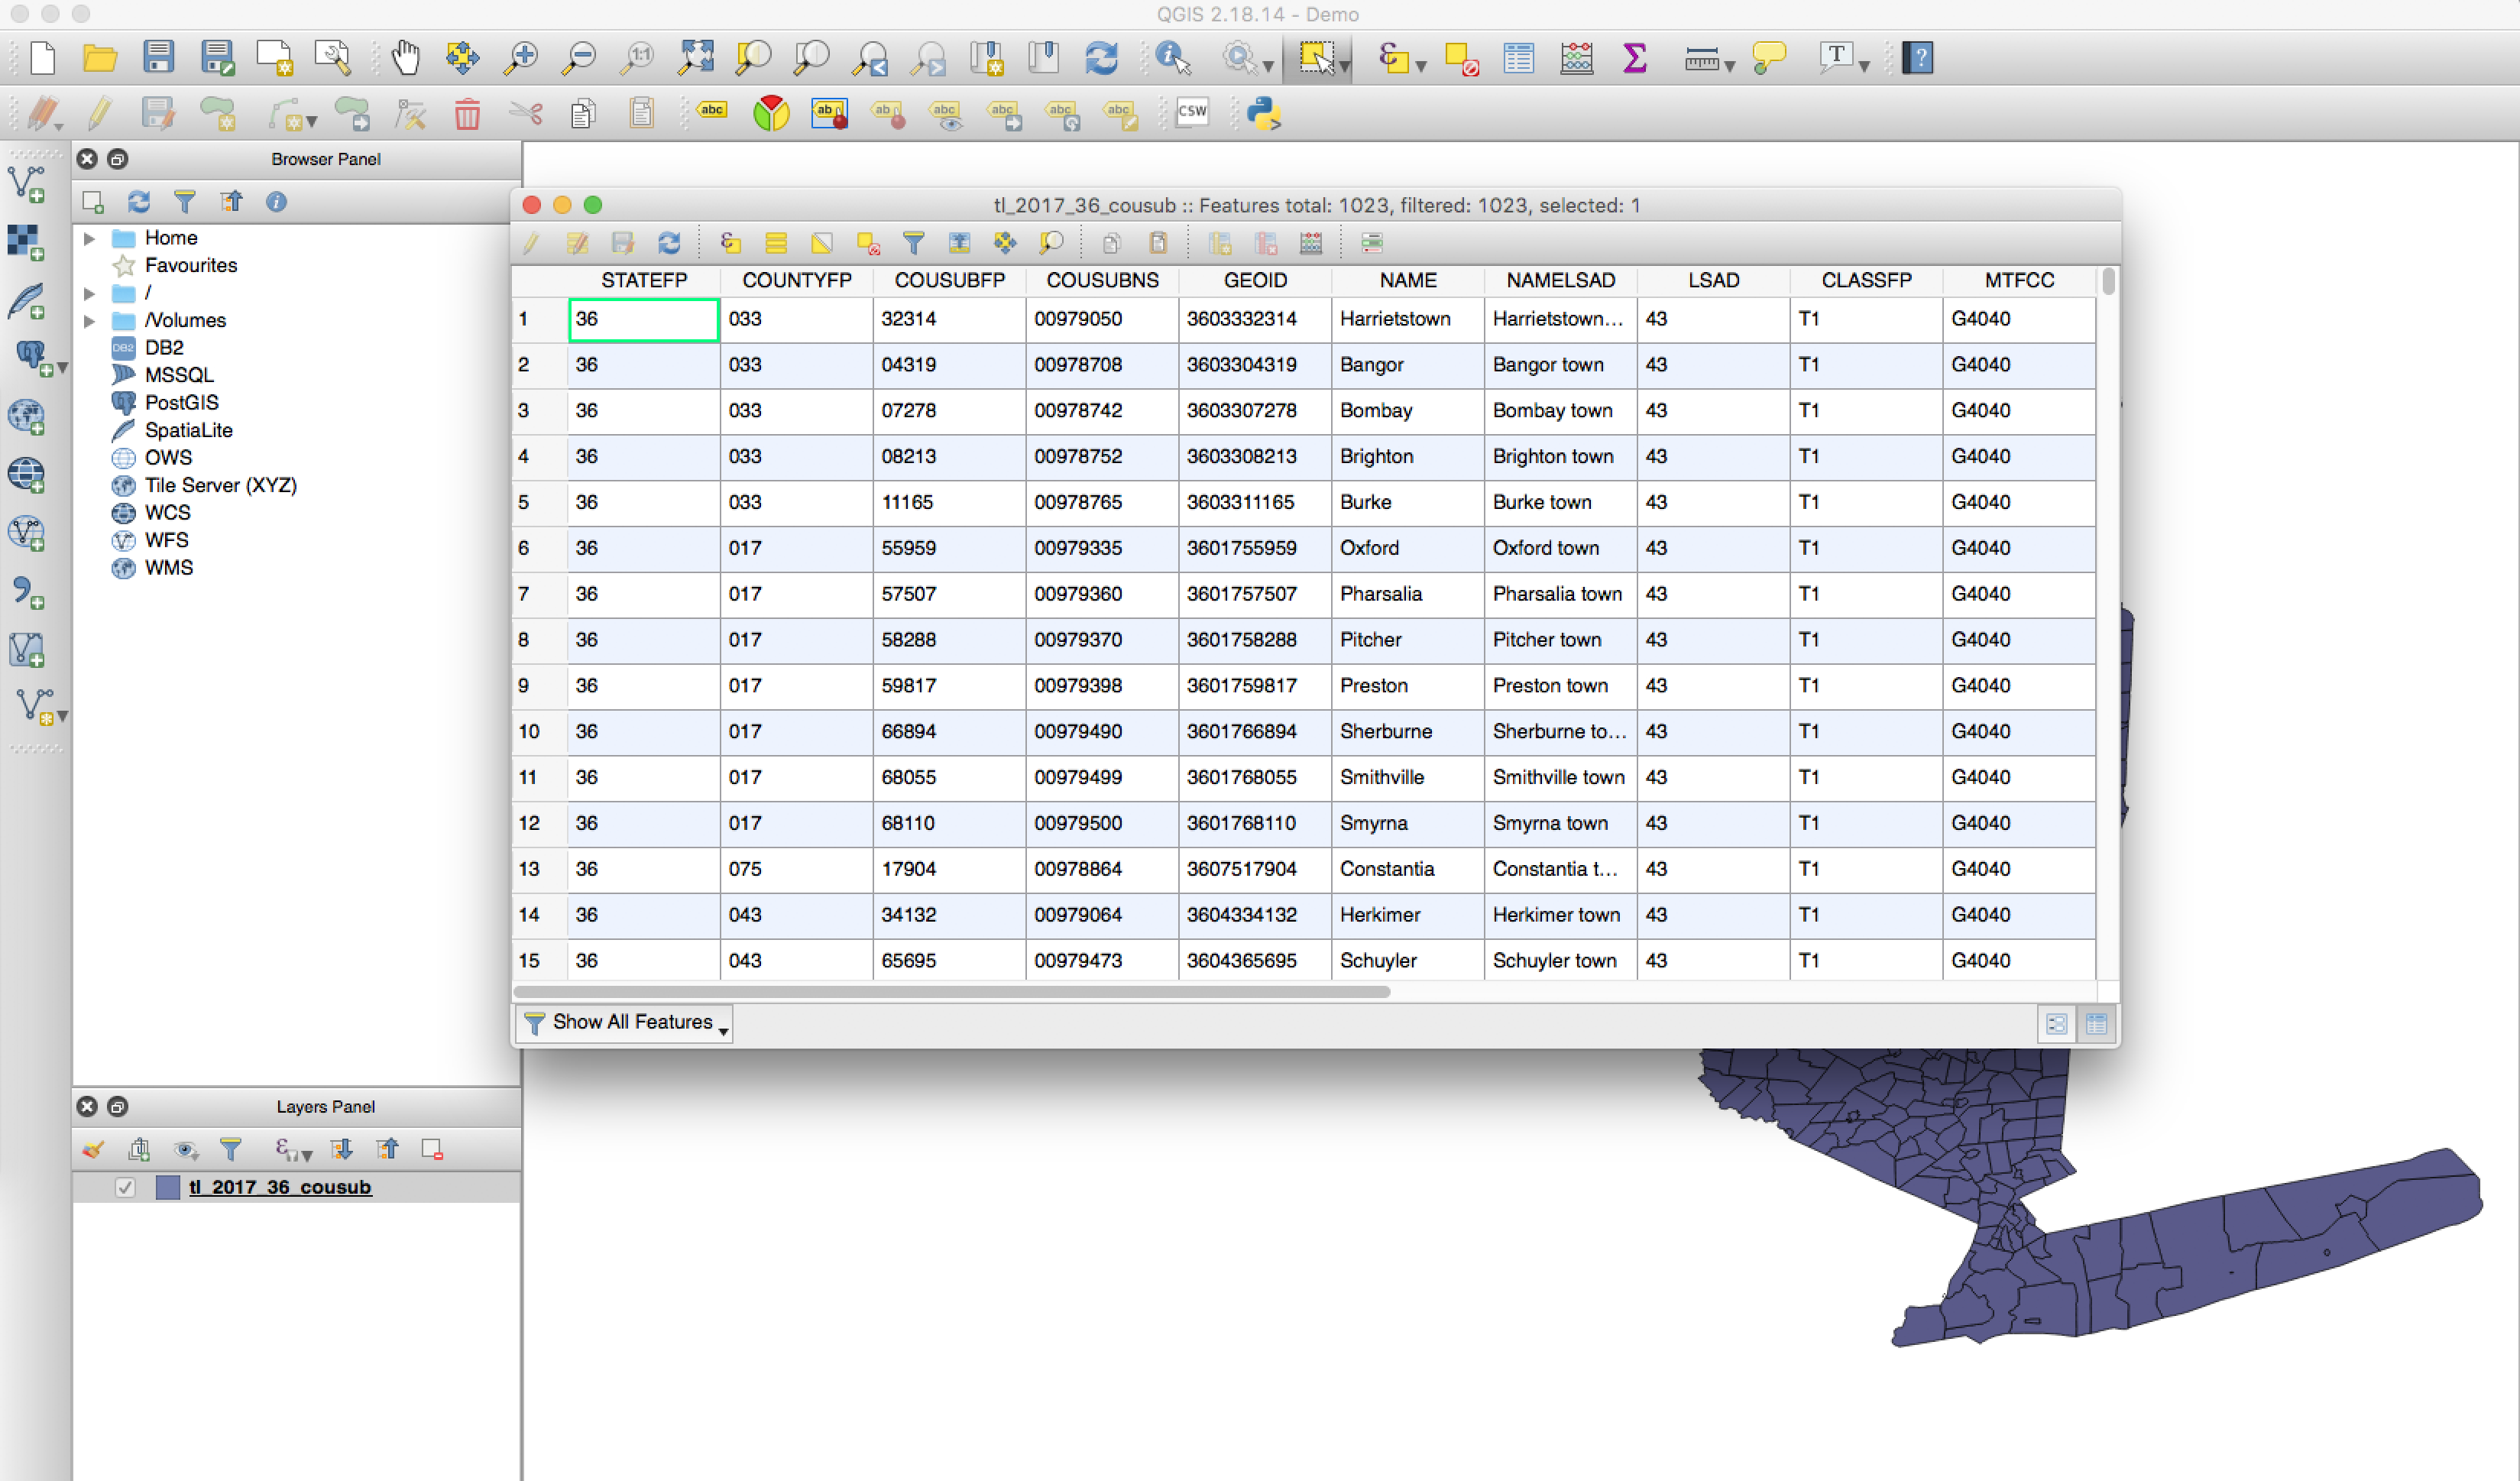 QGIS 2.18.14 - Demo
1:1
T
?
abc
ab
ab
abc
abc
abc
abc
CSW
Browser Panel
Home
Favourites
/
/Volumes
DB2 DB2
MSSQL
PostGIS
SpatiaLite
OWS
Tile Server (XYZ)
WCS
WFS
WMS
tl_2017_36_cousub :: Features total: 1023, filtered: 1023, selected: 1
STATEFP COUNTYFP COUSUBFP COUSUBNS GEOID NAME NAMELSAD LSAD CLASSFP MTFCC
1 36 033 32314 00979050 3603332314 Harrietstown Harrietstown... 43 T1 G4040
2 36 033 04319 00978708 3603304319 Bangor Bangor town 43 T1 G4040
3 36 033 07278 00978742 3603307278 Bombay Bombay town 43 T1 G4040
4 36 033 08213 00978752 3603308213 Brighton Brighton town 43 T1 G4040
5 36 033 11165 00978765 3603311165 Burke Burke town 43 T1 G4040
6 36 017 55959 00979335 3601755959 Oxford Oxford town 43 T1 G4040
7 36 017 57507 00979360 3601757507 Pharsalia Pharsalia town 43 T1 G4040
8 36 017 58288 00979370 3601758288 Pitcher Pitcher town 43 T1 G4040
9 36 017 59817 00979398 3601759817 Preston Preston town 43 T1 G4040
10 36 017 66894 00979490 3601766894 Sherburne Sherburne to... 43 T1 G4040
11 36 017 68055 00979499 3601768055 Smithville Smithville town 43 T1 G4040
12 36 017 68110 00979500 3601768110 Smyrna Smyrna town 43 T1 G4040
13 36 075 17904 00978864 3607517904 Constantia Constantia t... 43 T1 G4040
14 36 043 34132 00979064 3604334132 Herkimer Herkimer town 43 T1 G4040
15 36 043 65695 00979473 3604365695 Schuyler Schuyler town 43 T1 G4040
Show All Features
Layers Panel
tl_2017_36_cousub